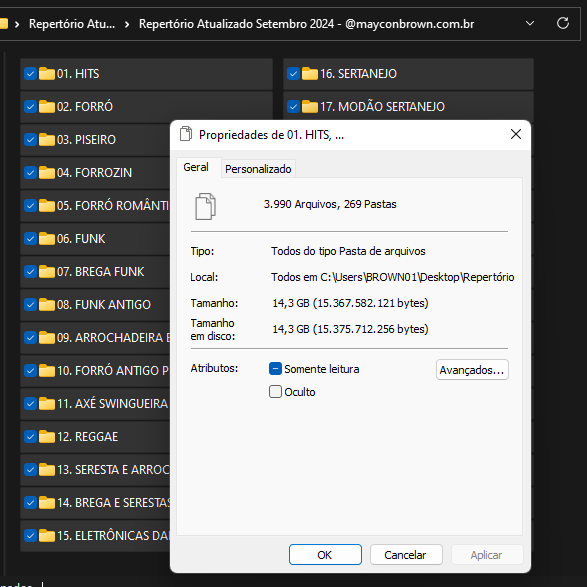 Repertório Atu... > Repertório Atualizado Setembro 2024 - @mayconbrown.com.br
01. HITS
02. FORRÓ
03. PISEIRO
04. FORROZIN
05. FORRÓ ROMÂNTI
06. FUNK
07. BREGA FUNK
08. FUNK ANTIGO
09. ARROCHADEIRA E
10. FORRÓ ANTIGO P
11. AXÉ SWINGUEIRA
12. REGGAE
13. SERESTA E ARROC
14. BREGA E SERESTAS
15. ELETRÔNICAS DA
16. SERTANEJO
17. MODÃO SERTANEJO
Propriedades de 01. HITS, ...
Geral
Personalizado
3.990 Arquivos, 269 Pastas
Tipo: Todos do tipo Pasta de arquivos
Local: Todos em C:\Users\BROWN01\Desktop\Repertório
Tamanho: 14,3 GB (15.367.582.121 bytes)
Tamanho
em disco: 14,3 GB (15.375.712.256 bytes)
Atributos: Somente leitura
Avançados...
Oculto
OK
Cancelar
Aplicar